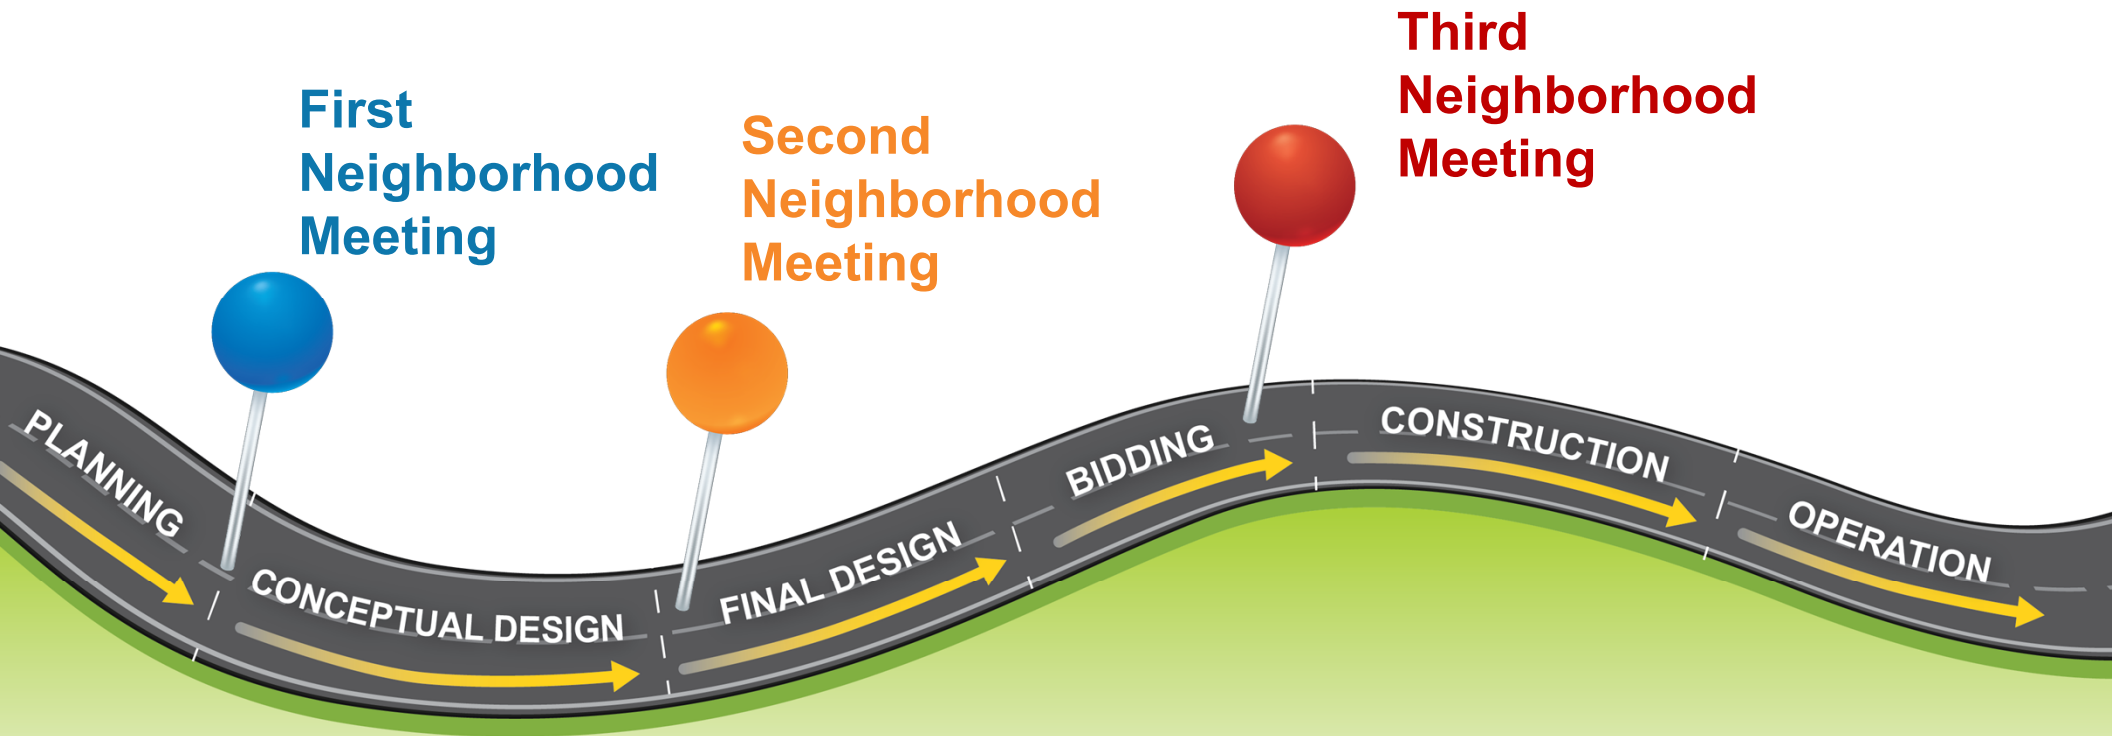 First
Neighborhood
Meeting
Second
Neighborhood
Meeting
Third
Neighborhood
Meeting
PLANNING
CONCEPTUAL DESIGN
FINAL DESIGN
BIDDING
CONSTRUCTION
OPERATION